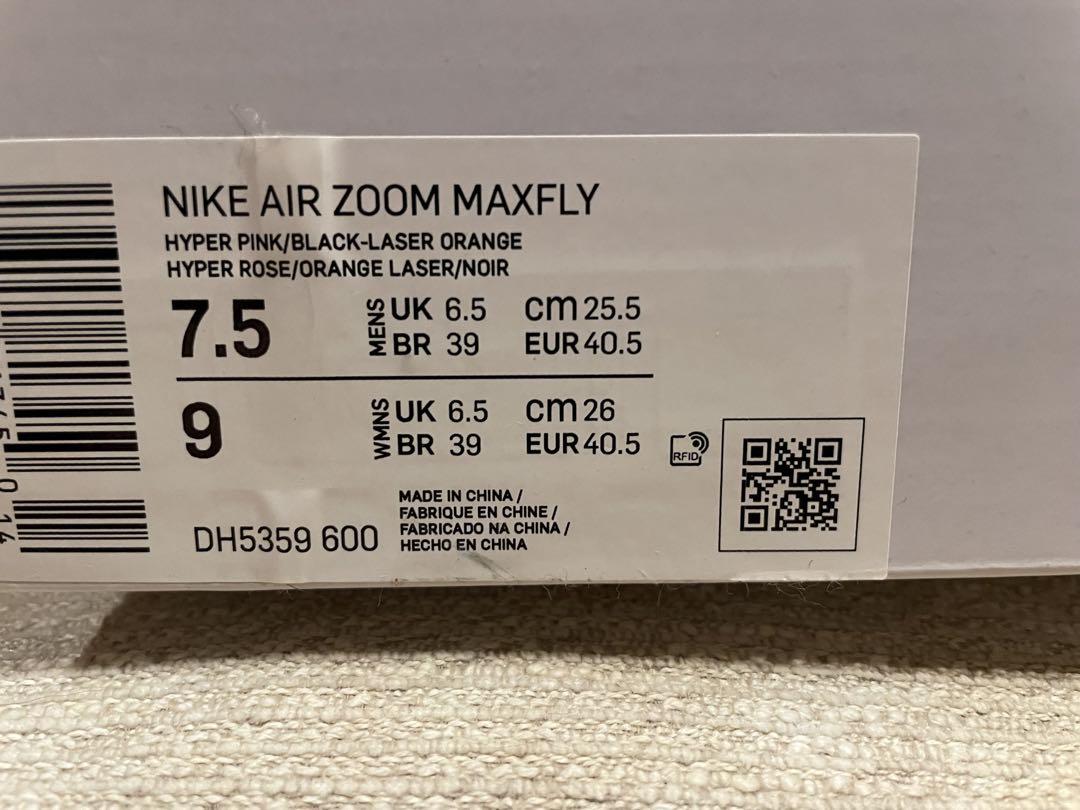 NIKE AIR ZOOM MAXFLY
HYPER PINK/BLACK-LASER ORANGE
HYPER ROSE/ORANGE LASER/NOIR
7.5 MENS UK 6.5 cm 25.5
BR 39 EUR 40.5
9 WMNS UK 6.5 cm 26
BR 39 EUR 40.5
RFID
DH5359 600
MADE IN CHINA /
FABRIQUE EN CHINE /
FABRICADO NA CHINA /
HECHO EN CHINA